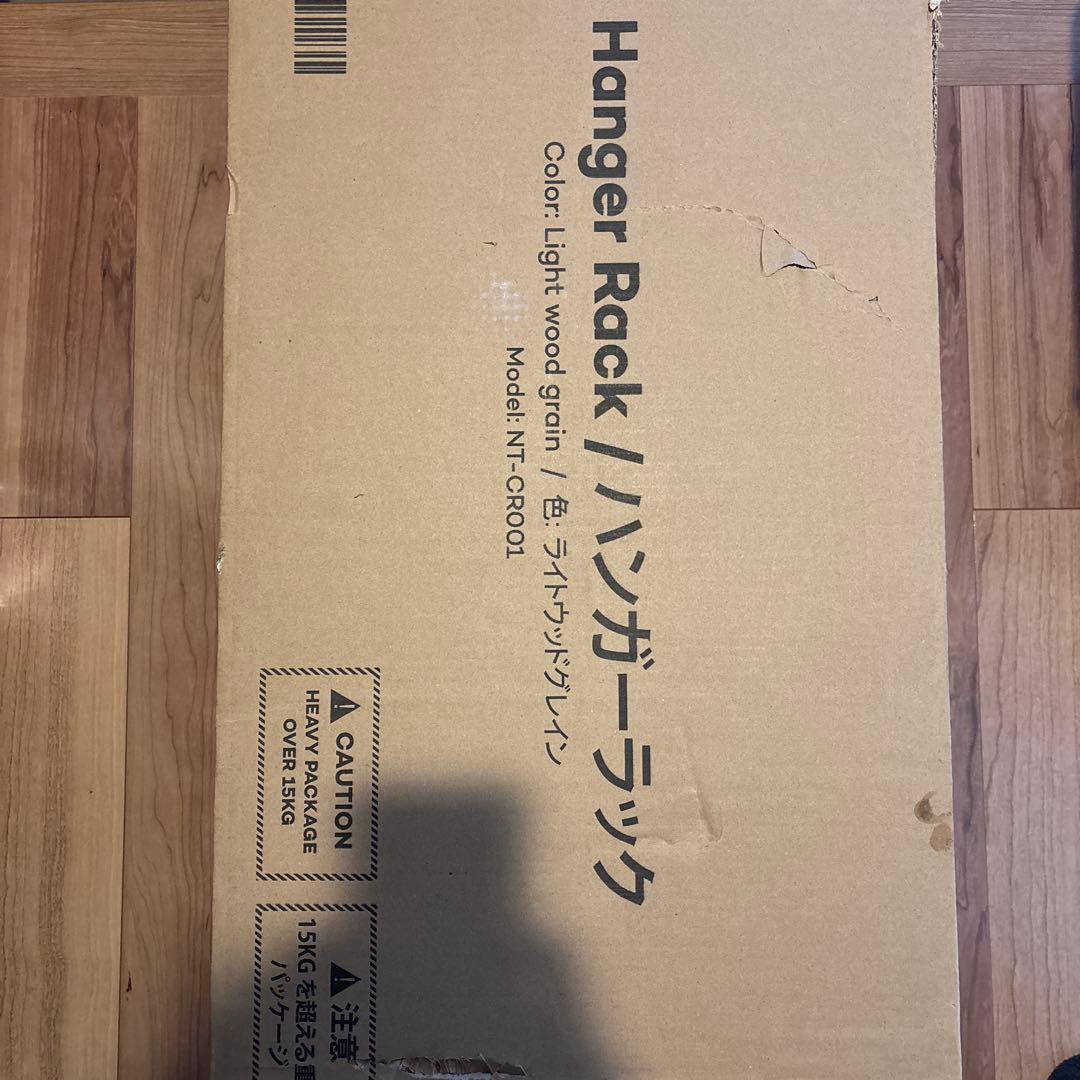 Hanger Rack / ハンガーラック
Color: Light wood grain / 色: ライトウッドグレイン
Model: NT-CR001
CAUTION
HEAVY PACKAGE
OVER 15KG
注意
15KGを超える重
パッケージ